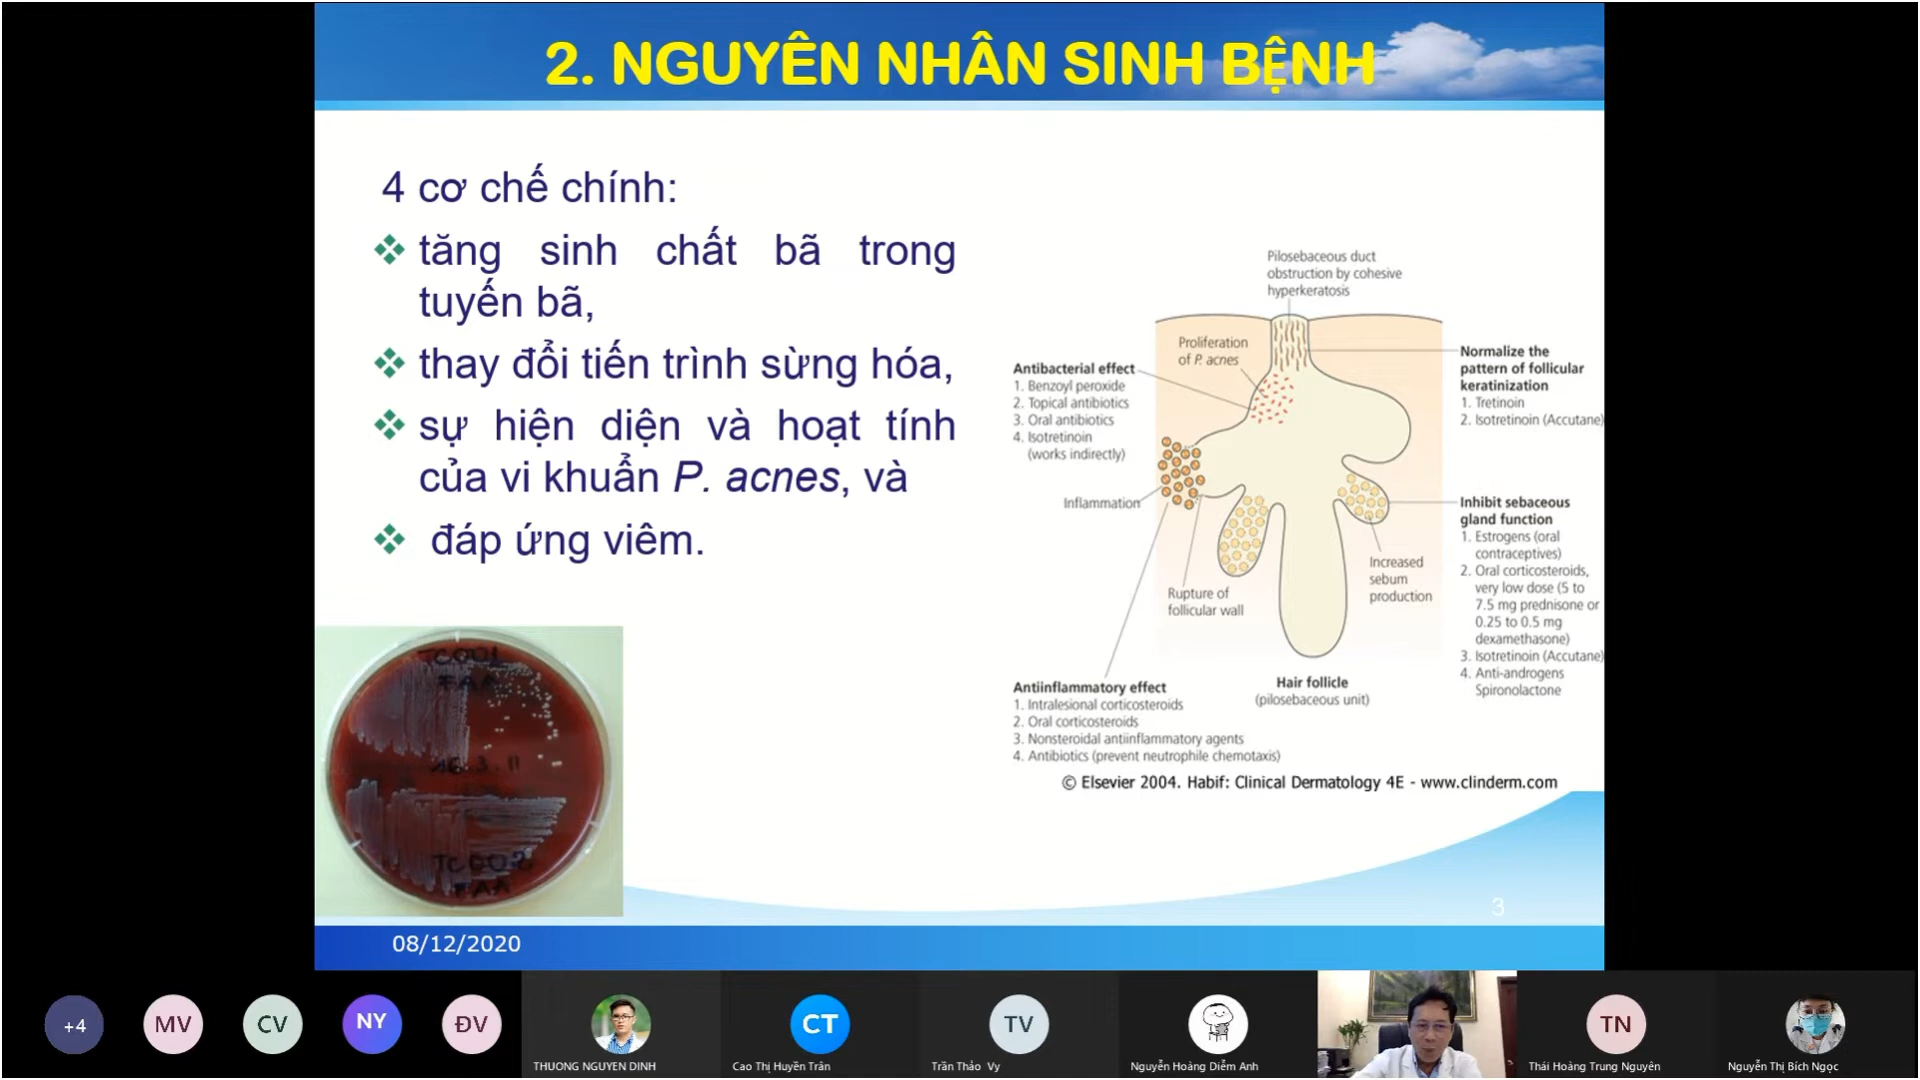 2. NGUYÊN NHÂN SINH BỆNH
4 cơ chế chính:
tăng sinh chất bã trong
tuyến bã,
thay đổi tiến trình sừng hóa,
sự hiện diện và hoạt tính
của vi khuẩn P. acnes, và
đáp ứng viêm.
Pilosebaceous duct
obstruction by cohesive
hyperkeratosis
Proliferation
of P. acnes
Antibacterial effect
1. Benzoyl peroxide
2. Topical antibiotics
3. Oral antibiotics
4. Isotretinoin
(works indirectly)
Normalize the
pattern of follicular
keratinization
1. Tretinoin
2. Isotretinoin (Accutane)
Inflammation
Inhibit sebaceous
gland function
1. Estrogens (oral
contraceptives)
2. Oral corticosteroids,
very low dose (5 to
7.5 mg prednisone or
0.25 to 0.5 mg
dexamethasone)
3. Isotretinoin (Accutane)
4. Anti-androgens
Spironolactone
Increased
sebum
production
Rupture of
follicular wall
Hair follicle
(pilosebaceous unit)
Antiinflammatory effect
1. Intralesional corticosteroids
2. Oral corticosteroids
3. Nonsteroidal antiinflammatory agents
4. Antibiotics (prevent neutrophile chemotaxis)
© Elsevier 2004. Habif: Clinical Dermatology 4E - www.clinderm.com
TC001
FAA
16.3.11
TC002
FAA
3
08/12/2020
+4
MV
CV
NY
ĐV
THUONG NGUYEN DINH
CT
Cao Thị Huyền Trân
TV
Trần Thảo Vy
Nguyễn Hoàng Diễm Anh
TN
Thái Hoàng Trung Nguyên
Nguyễn Thị Bích Ngọc